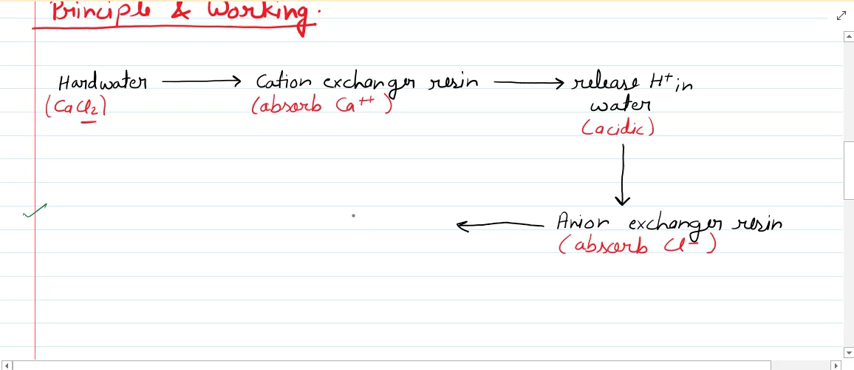 Principle & Working.
Hardwater → Cation exchanger resin → release H⁺ in
(CaCl₂) (absorb Ca⁺⁺) water
(acidic)
↓
← Anion exchanger resin
(absorb Cl⁻)